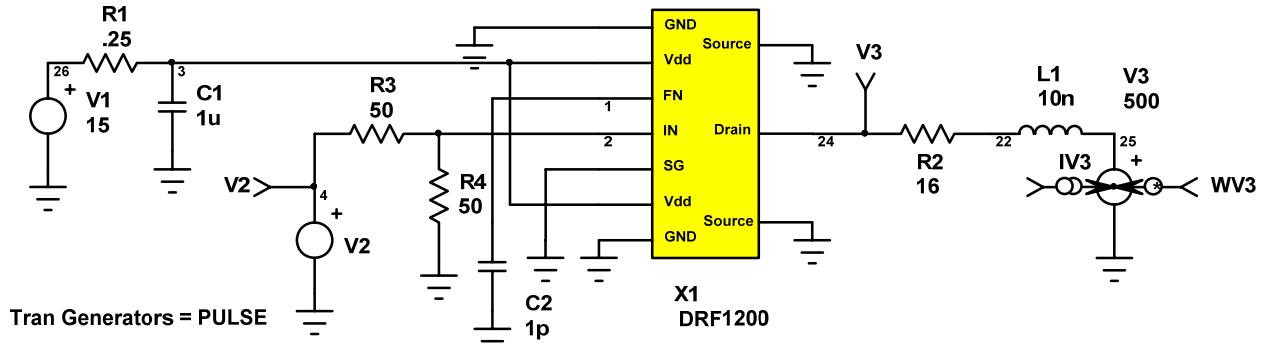 R1
.25
26
3
V1
15
C1
1u
R3
50
V2
4
V2
R4
50
C2
1p
1
2
GND
Vdd
FN
IN
SG
Vdd
GND
Source
Drain
Source
X1
DRF1200
V3
24
R2
16
22
L1
10n
V3
500
25
IV3
WV3
Tran Generators = PULSE